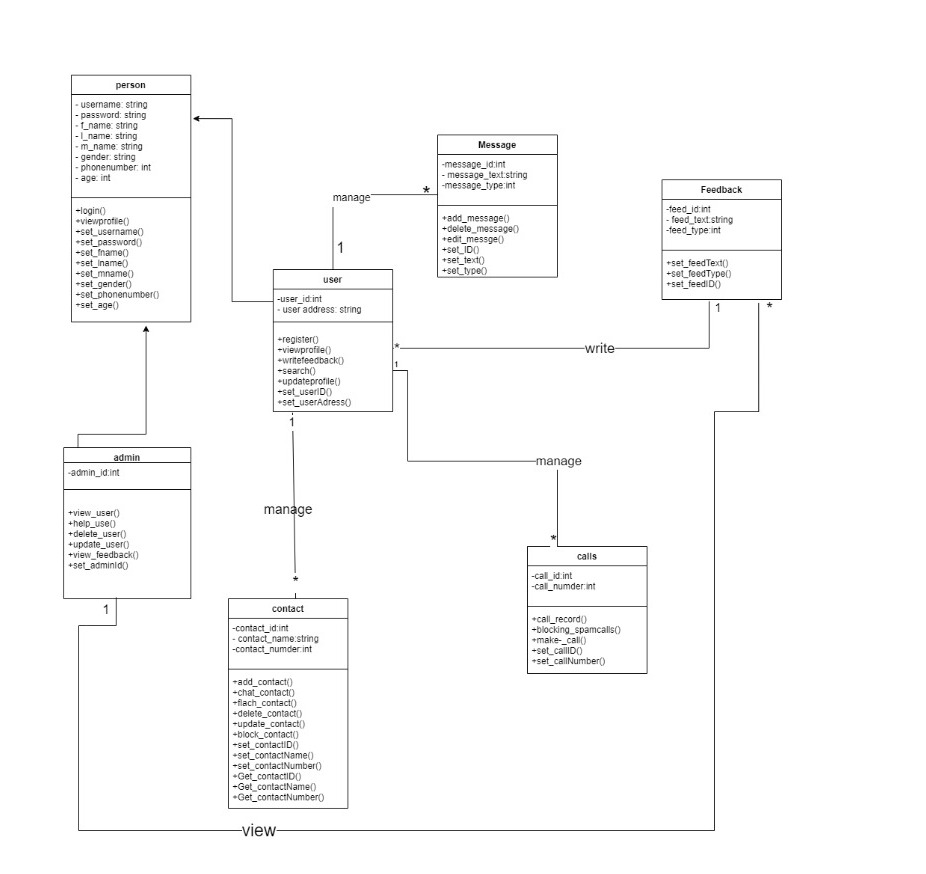 person
- username: string
- password: string
- f_name: string
- l_name: string
- m_name: string
- gender: string
- phonenumber: int
- age: int
+login()
+viewprofile()
+set_username()
+set_password()
+set_fname()
+set_lname()
+set_mname()
+set_gender()
+set_phonenumber()
+set_age()
Message
-message_id:int
- message_text:string
-message_type:int
+add_message()
+delete_message()
+edit_messge()
+set_ID()
+set_text()
+set_type()
Feedback
-feed_id:int
- feed_text:string
-feed_type:int
+set_feedText()
+set_feedType()
+set_feedID()
manage
*
1
user
-user_id:int
- user address: string
+register()
+viewprofile()
+writefeedback()
+search()
+updateprofile()
+set_userID()
+set_userAdress()
*
write
1
*
1
manage
*
1
manage
*
admin
-admin_id:int
+view_user()
+help_use()
+delete_user()
+update_user()
+view_feedback()
+set_adminId()
1
calls
-call_id:int
-call_numder:int
+call_record()
+blocking_spamcalls()
+make-_call()
+set_callID()
+set_callNumber()
contact
-contact_id:int
- contact_name:string
-contact_numder:int
+add_contact()
+chat_contact()
+flach_contact()
+delete_contact()
+update_contact()
+block_contact()
+set_contactID()
+set_contactName()
+set_contactNumber()
+Get_contactID()
+Get_contactName()
+Get_contactNumber()
view